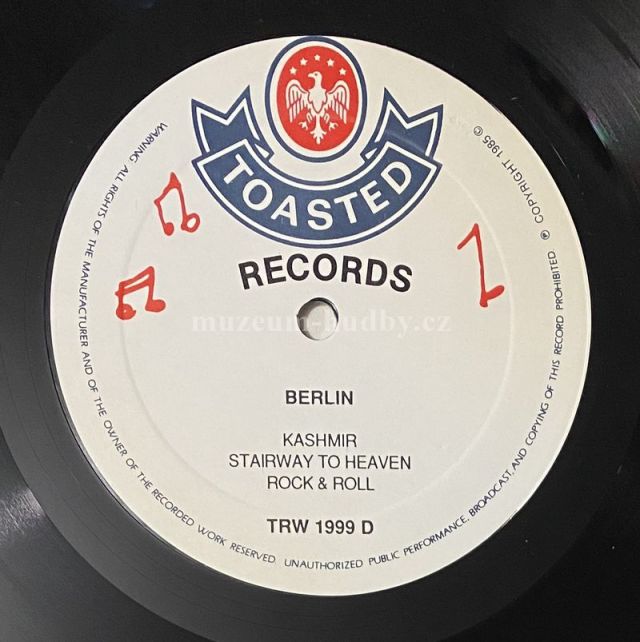 TOASTED
RECORDS
muzeum-hudby.cz
BERLIN
KASHMIR
STAIRWAY TO HEAVEN
ROCK & ROLL
TRW 1999 D
WARNING ALL RIGHTS OF THE MANUFACTURER AND OF THE OWNER OF THE RECORDED WORK RESERVED. UNAUTHORIZED PUBLIC PERFORMANCE, BROADCAST, AND COPYING OF THIS RECORD PROHIBITED ℗ COPYRIGHT 1985 ©